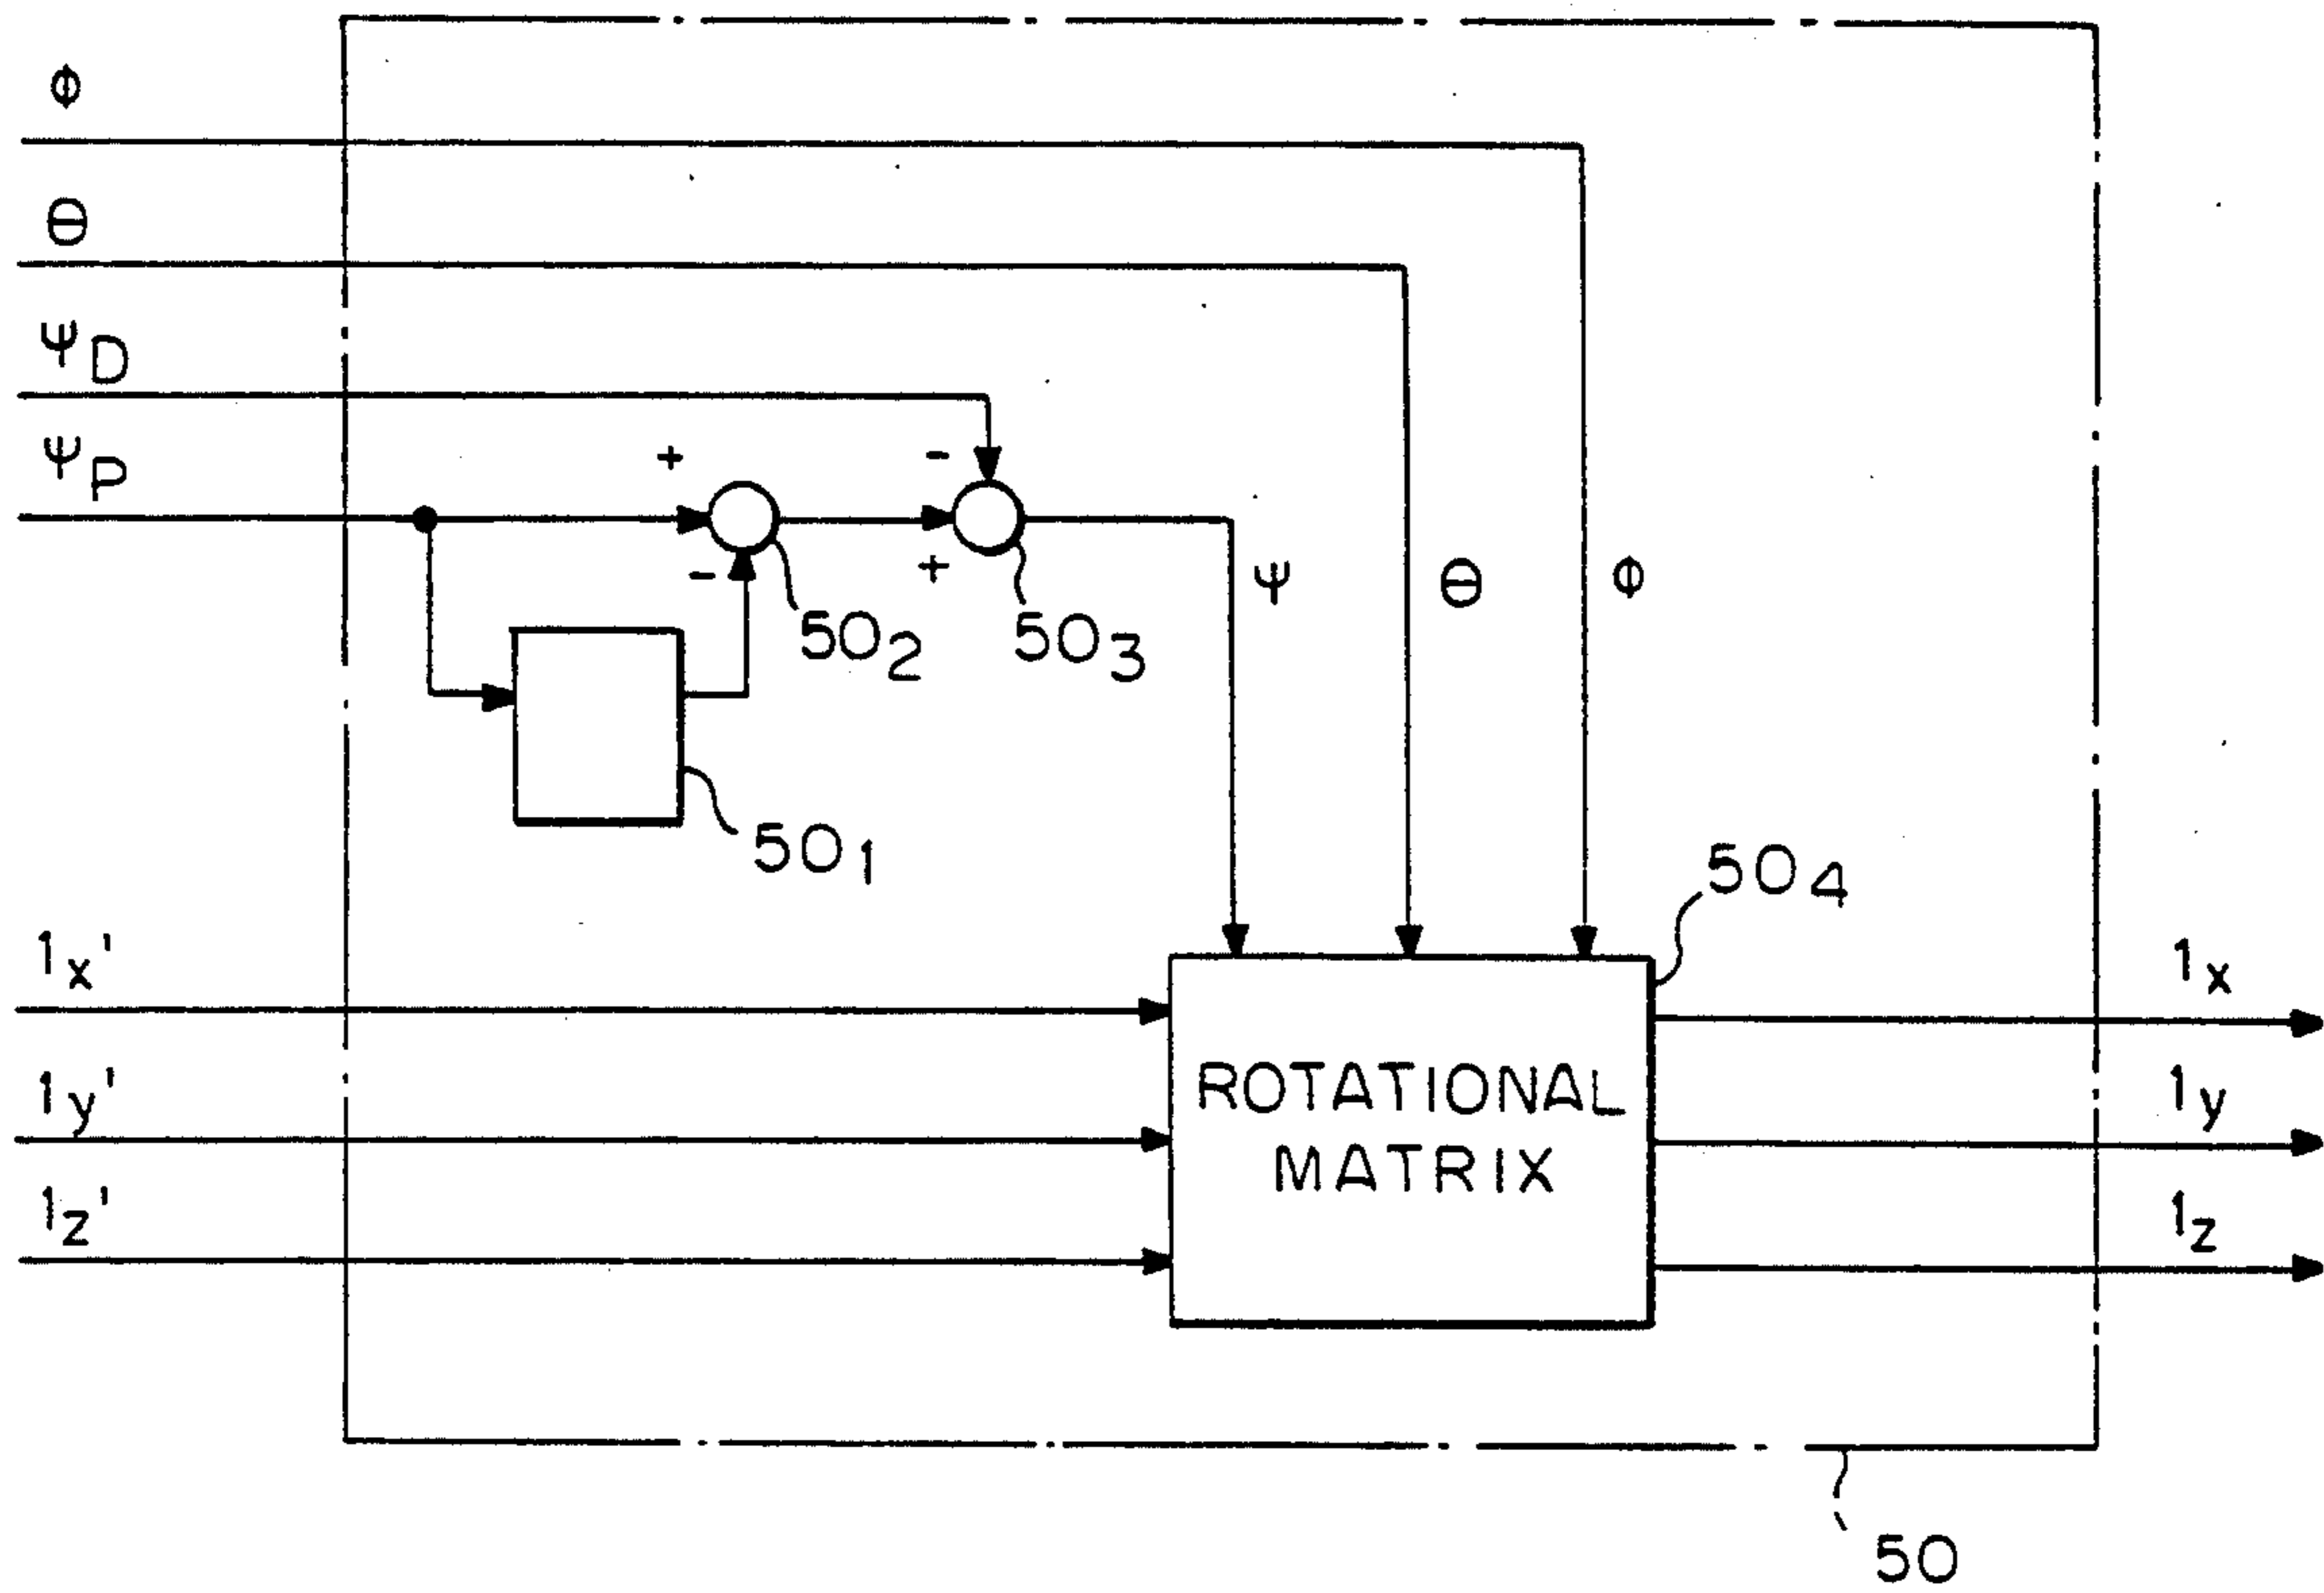 ϕ
θ
ψD
ψP
+
-
-
+
ψ
θ
ϕ
502
503
501
504
1x'
1y'
1z'
ROTATIONAL
MATRIX
1x
1y
1z
50